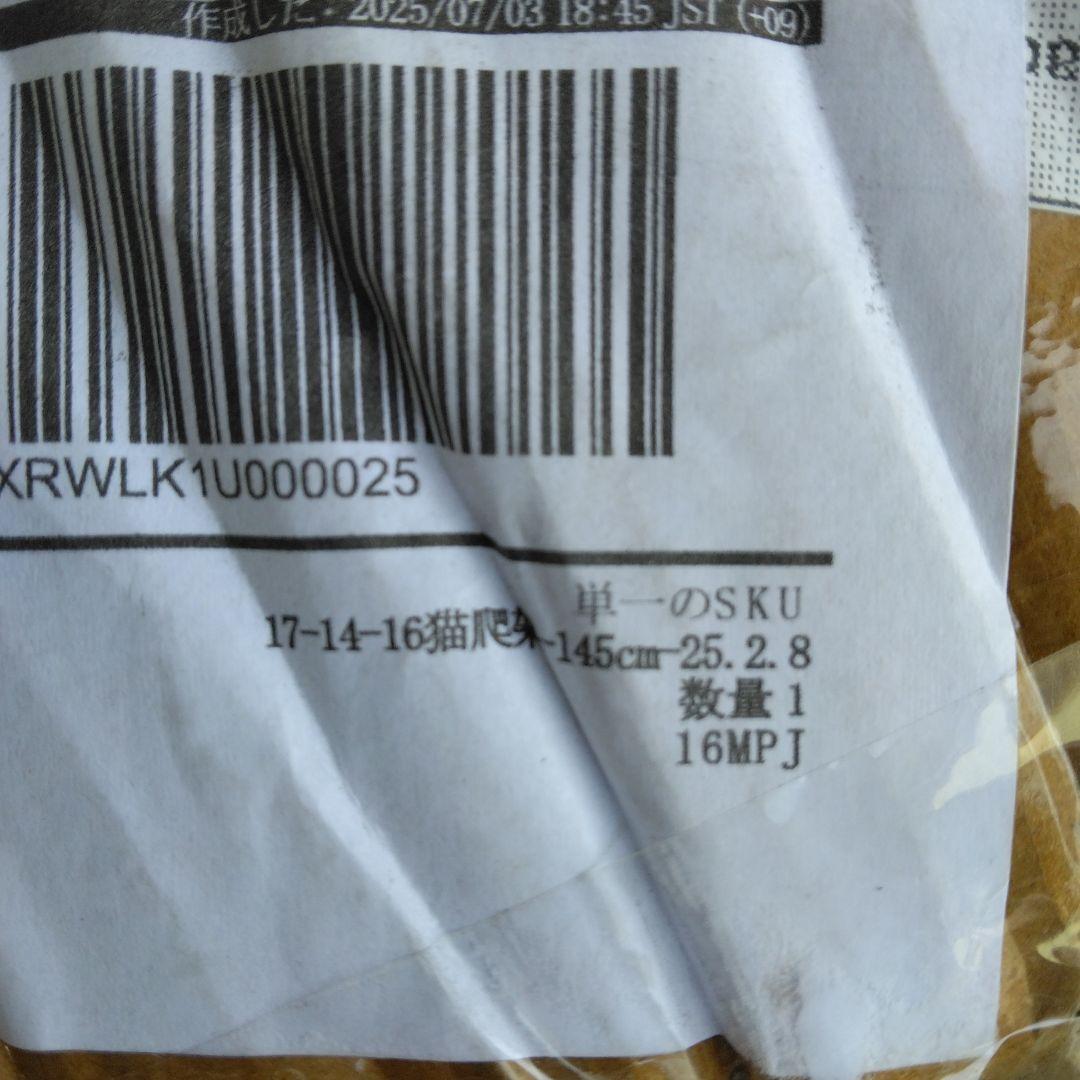 作成した: 2025/07/03 18:45 JST (+09)
XRWLK1U000025
単一のSKU
17-14-16猫爬架-145cm-25.2.8
数量 1
16MPJ